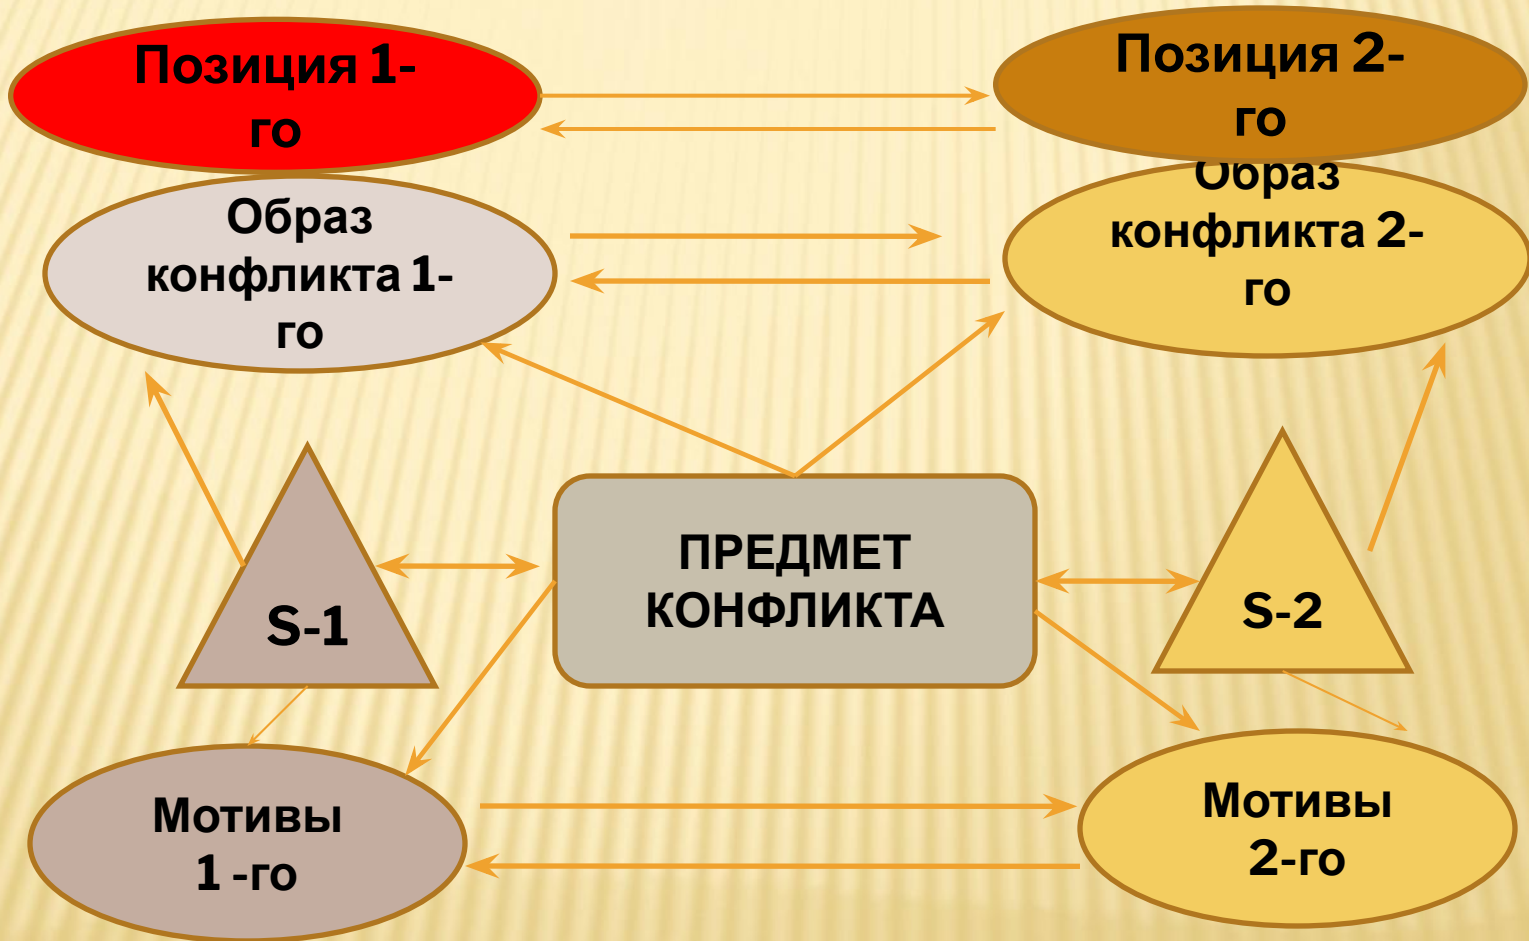 Позиция 1-
го
Позиция 2-
го
Образ
конфликта 1-
го
Образ
конфликта 2-
го
S-1
ПРЕДМЕТ
КОНФЛИКТА
S-2
Мотивы
1 -го
Мотивы
2-го